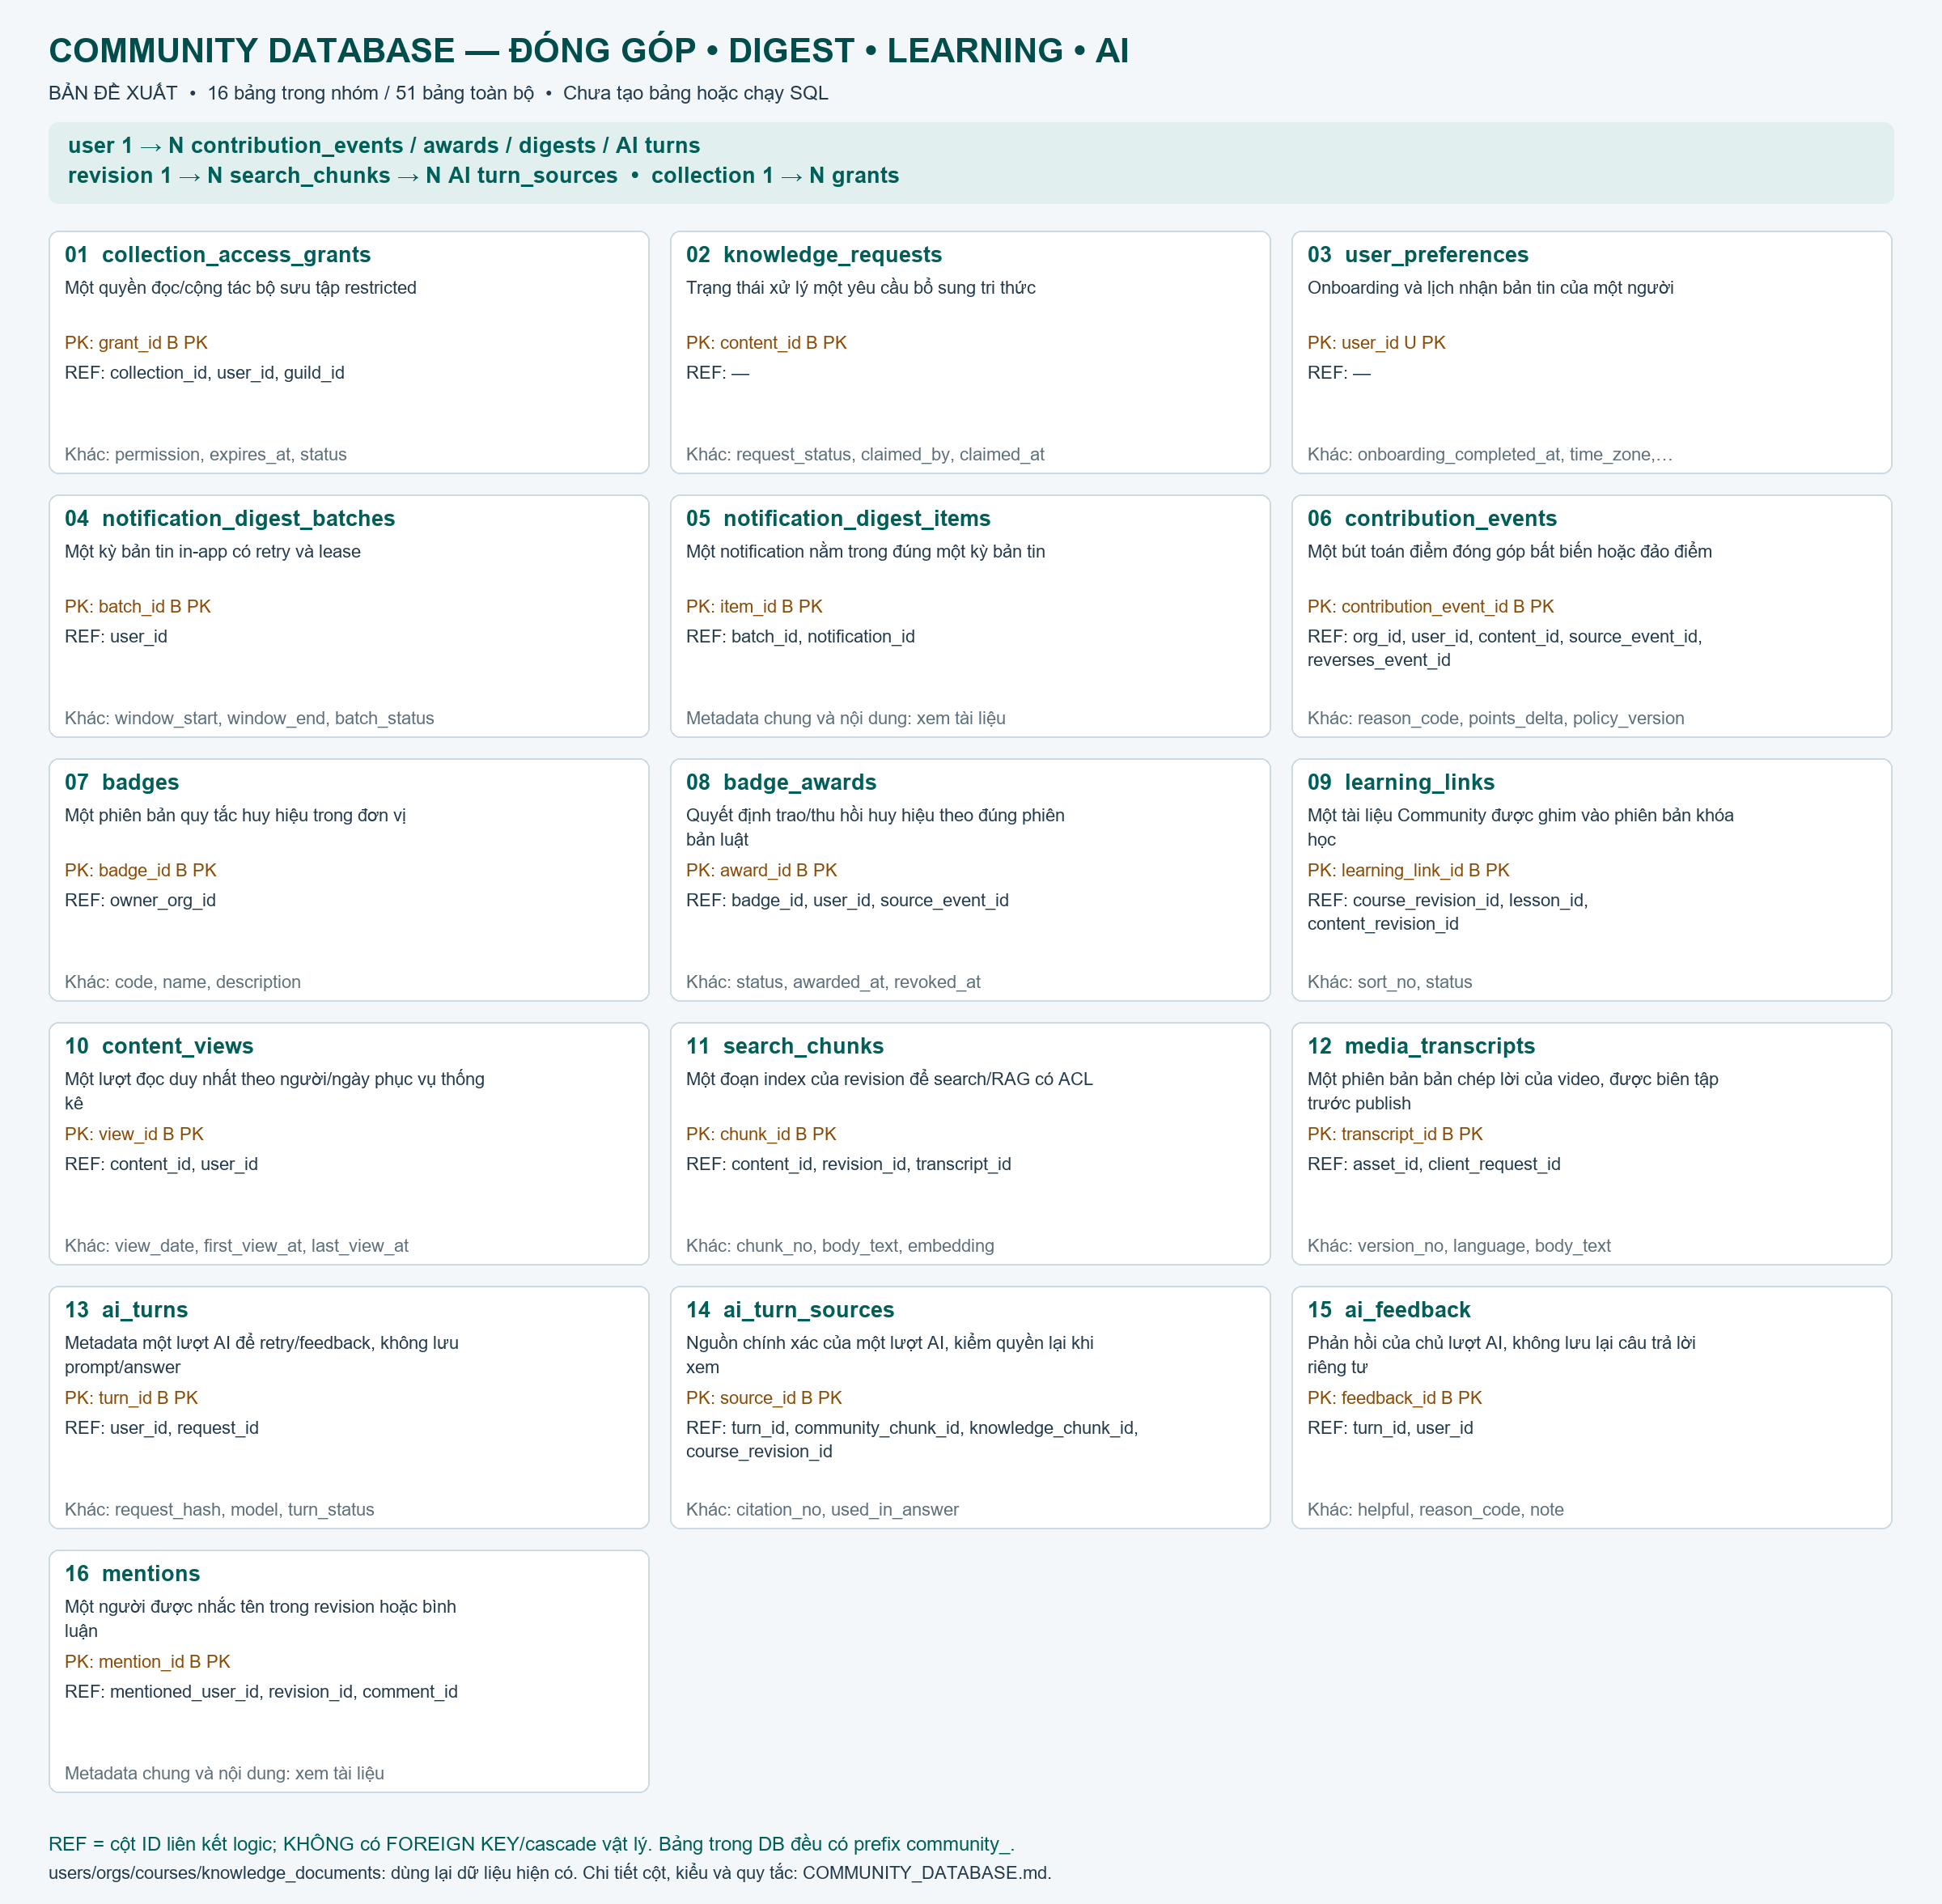 COMMUNITY DATABASE — ĐÓNG GÓP • DIGEST • LEARNING • AI
BẢN ĐỀ XUẤT • 16 bảng trong nhóm / 51 bảng toàn bộ • Chưa tạo bảng hoặc chạy SQL
user 1 → N contribution_events / awards / digests / AI turns
revision 1 → N search_chunks → N AI turn_sources • collection 1 → N grants
01 collection_access_grants
Một quyền đọc/cộng tác bộ sưu tập restricted
PK: grant_id B PK
REF: collection_id, user_id, guild_id
Khác: permission, expires_at, status
02 knowledge_requests
Trạng thái xử lý một yêu cầu bổ sung tri thức
PK: content_id B PK
REF: —
Khác: request_status, claimed_by, claimed_at
03 user_preferences
Onboarding và lịch nhận bản tin của một người
PK: user_id U PK
REF: —
Khác: onboarding_completed_at, time_zone,…
04 notification_digest_batches
Một kỳ bản tin in-app có retry và lease
PK: batch_id B PK
REF: user_id
Khác: window_start, window_end, batch_status
05 notification_digest_items
Một notification nằm trong đúng một kỳ bản tin
PK: item_id B PK
REF: batch_id, notification_id
Metadata chung và nội dung: xem tài liệu
06 contribution_events
Một bút toán điểm đóng góp bất biến hoặc đảo điểm
PK: contribution_event_id B PK
REF: org_id, user_id, content_id, source_event_id,
reverses_event_id
Khác: reason_code, points_delta, policy_version
07 badges
Một phiên bản quy tắc huy hiệu trong đơn vị
PK: badge_id B PK
REF: owner_org_id
Khác: code, name, description
08 badge_awards
Quyết định trao/thu hồi huy hiệu theo đúng phiên
bản luật
PK: award_id B PK
REF: badge_id, user_id, source_event_id
Khác: status, awarded_at, revoked_at
09 learning_links
Một tài liệu Community được ghim vào phiên bản khóa
học
PK: learning_link_id B PK
REF: course_revision_id, lesson_id,
content_revision_id
Khác: sort_no, status
10 content_views
Một lượt đọc duy nhất theo người/ngày phục vụ thống
kê
PK: view_id B PK
REF: content_id, user_id
Khác: view_date, first_view_at, last_view_at
11 search_chunks
Một đoạn index của revision để search/RAG có ACL
PK: chunk_id B PK
REF: content_id, revision_id, transcript_id
Khác: chunk_no, body_text, embedding
12 media_transcripts
Một phiên bản bản chép lời của video, được biên tập
trước publish
PK: transcript_id B PK
REF: asset_id, client_request_id
Khác: version_no, language, body_text
13 ai_turns
Metadata một lượt AI để retry/feedback, không lưu
prompt/answer
PK: turn_id B PK
REF: user_id, request_id
Khác: request_hash, model, turn_status
14 ai_turn_sources
Nguồn chính xác của một lượt AI, kiểm quyền lại khi
xem
PK: source_id B PK
REF: turn_id, community_chunk_id, knowledge_chunk_id,
course_revision_id
Khác: citation_no, used_in_answer
15 ai_feedback
Phản hồi của chủ lượt AI, không lưu lại câu trả lời
riêng tư
PK: feedback_id B PK
REF: turn_id, user_id
Khác: helpful, reason_code, note
16 mentions
Một người được nhắc tên trong revision hoặc bình
luận
PK: mention_id B PK
REF: mentioned_user_id, revision_id, comment_id
Metadata chung và nội dung: xem tài liệu
REF = cột ID liên kết logic; KHÔNG có FOREIGN KEY/cascade vật lý. Bảng trong DB đều có prefix community_.
users/orgs/courses/knowledge_documents: dùng lại dữ liệu hiện có. Chi tiết cột, kiểu và quy tắc: COMMUNITY_DATABASE.md.